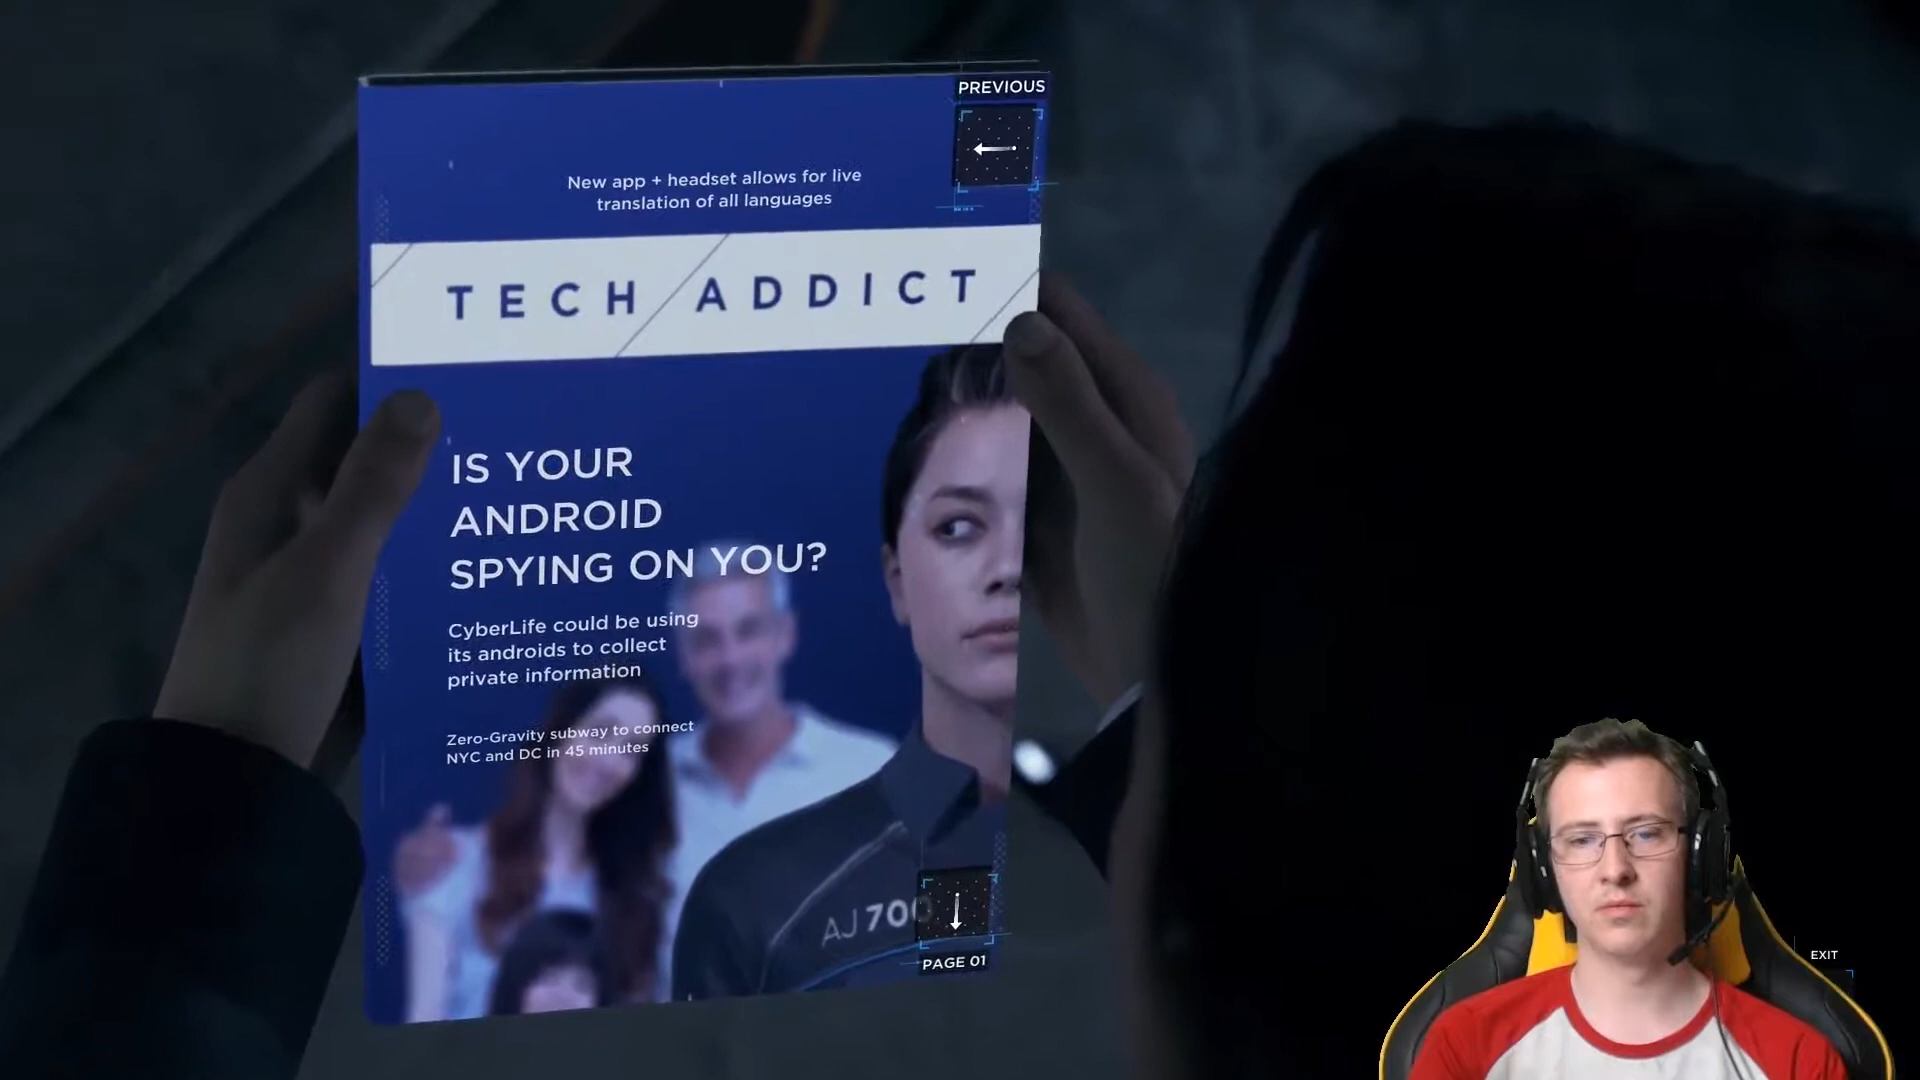 PREVIOUS
New app + headset allows for live
translation of all languages
TECH ADDICT
IS YOUR
ANDROID
SPYING ON YOU?
CyberLife could be using
its androids to collect
private information
Zero-Gravity subway to connect
NYC and DC in 45 minutes
AJ 700
PAGE 01
EXIT